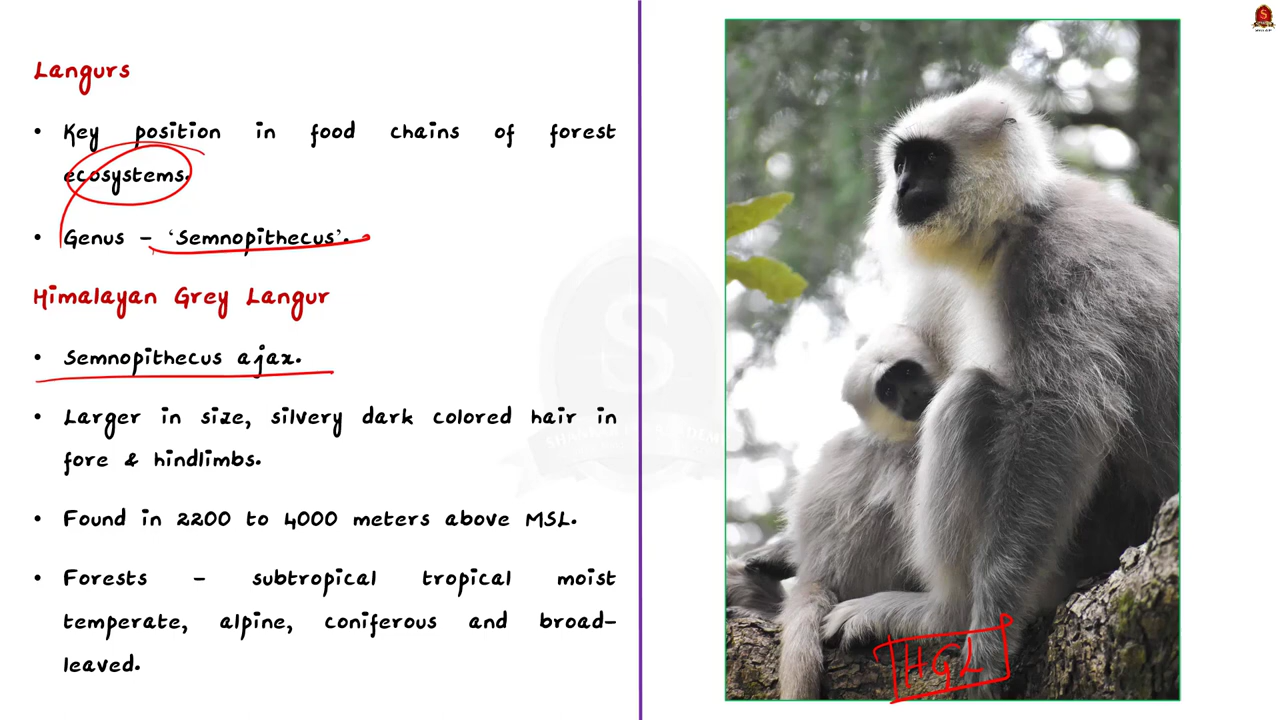 Langurs
• Key position in food chains of forest
ecosystems.
• Genus – ‘Semnopithecus’.
Himalayan Grey Langur
• Semnopithecus ajax.
• Larger in size, silvery dark colored hair in
fore & hindlimbs.
• Found in 2200 to 4000 meters above MSL.
• Forests – subtropical tropical moist
temperate, alpine, coniferous and broad-
leaved.
HGL